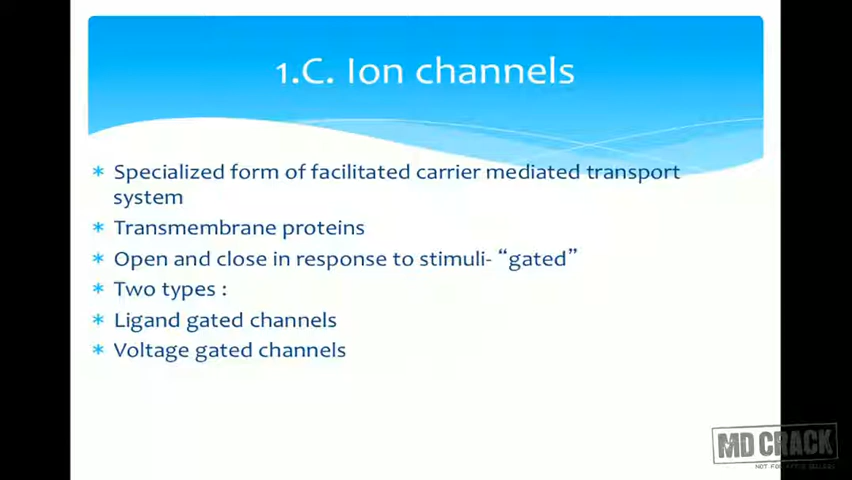 1.C. Ion channels
* Specialized form of facilitated carrier mediated transport
system
* Transmembrane proteins
* Open and close in response to stimuli- “gated”
* Two types :
* Ligand gated channels
* Voltage gated channels
MD CRACK